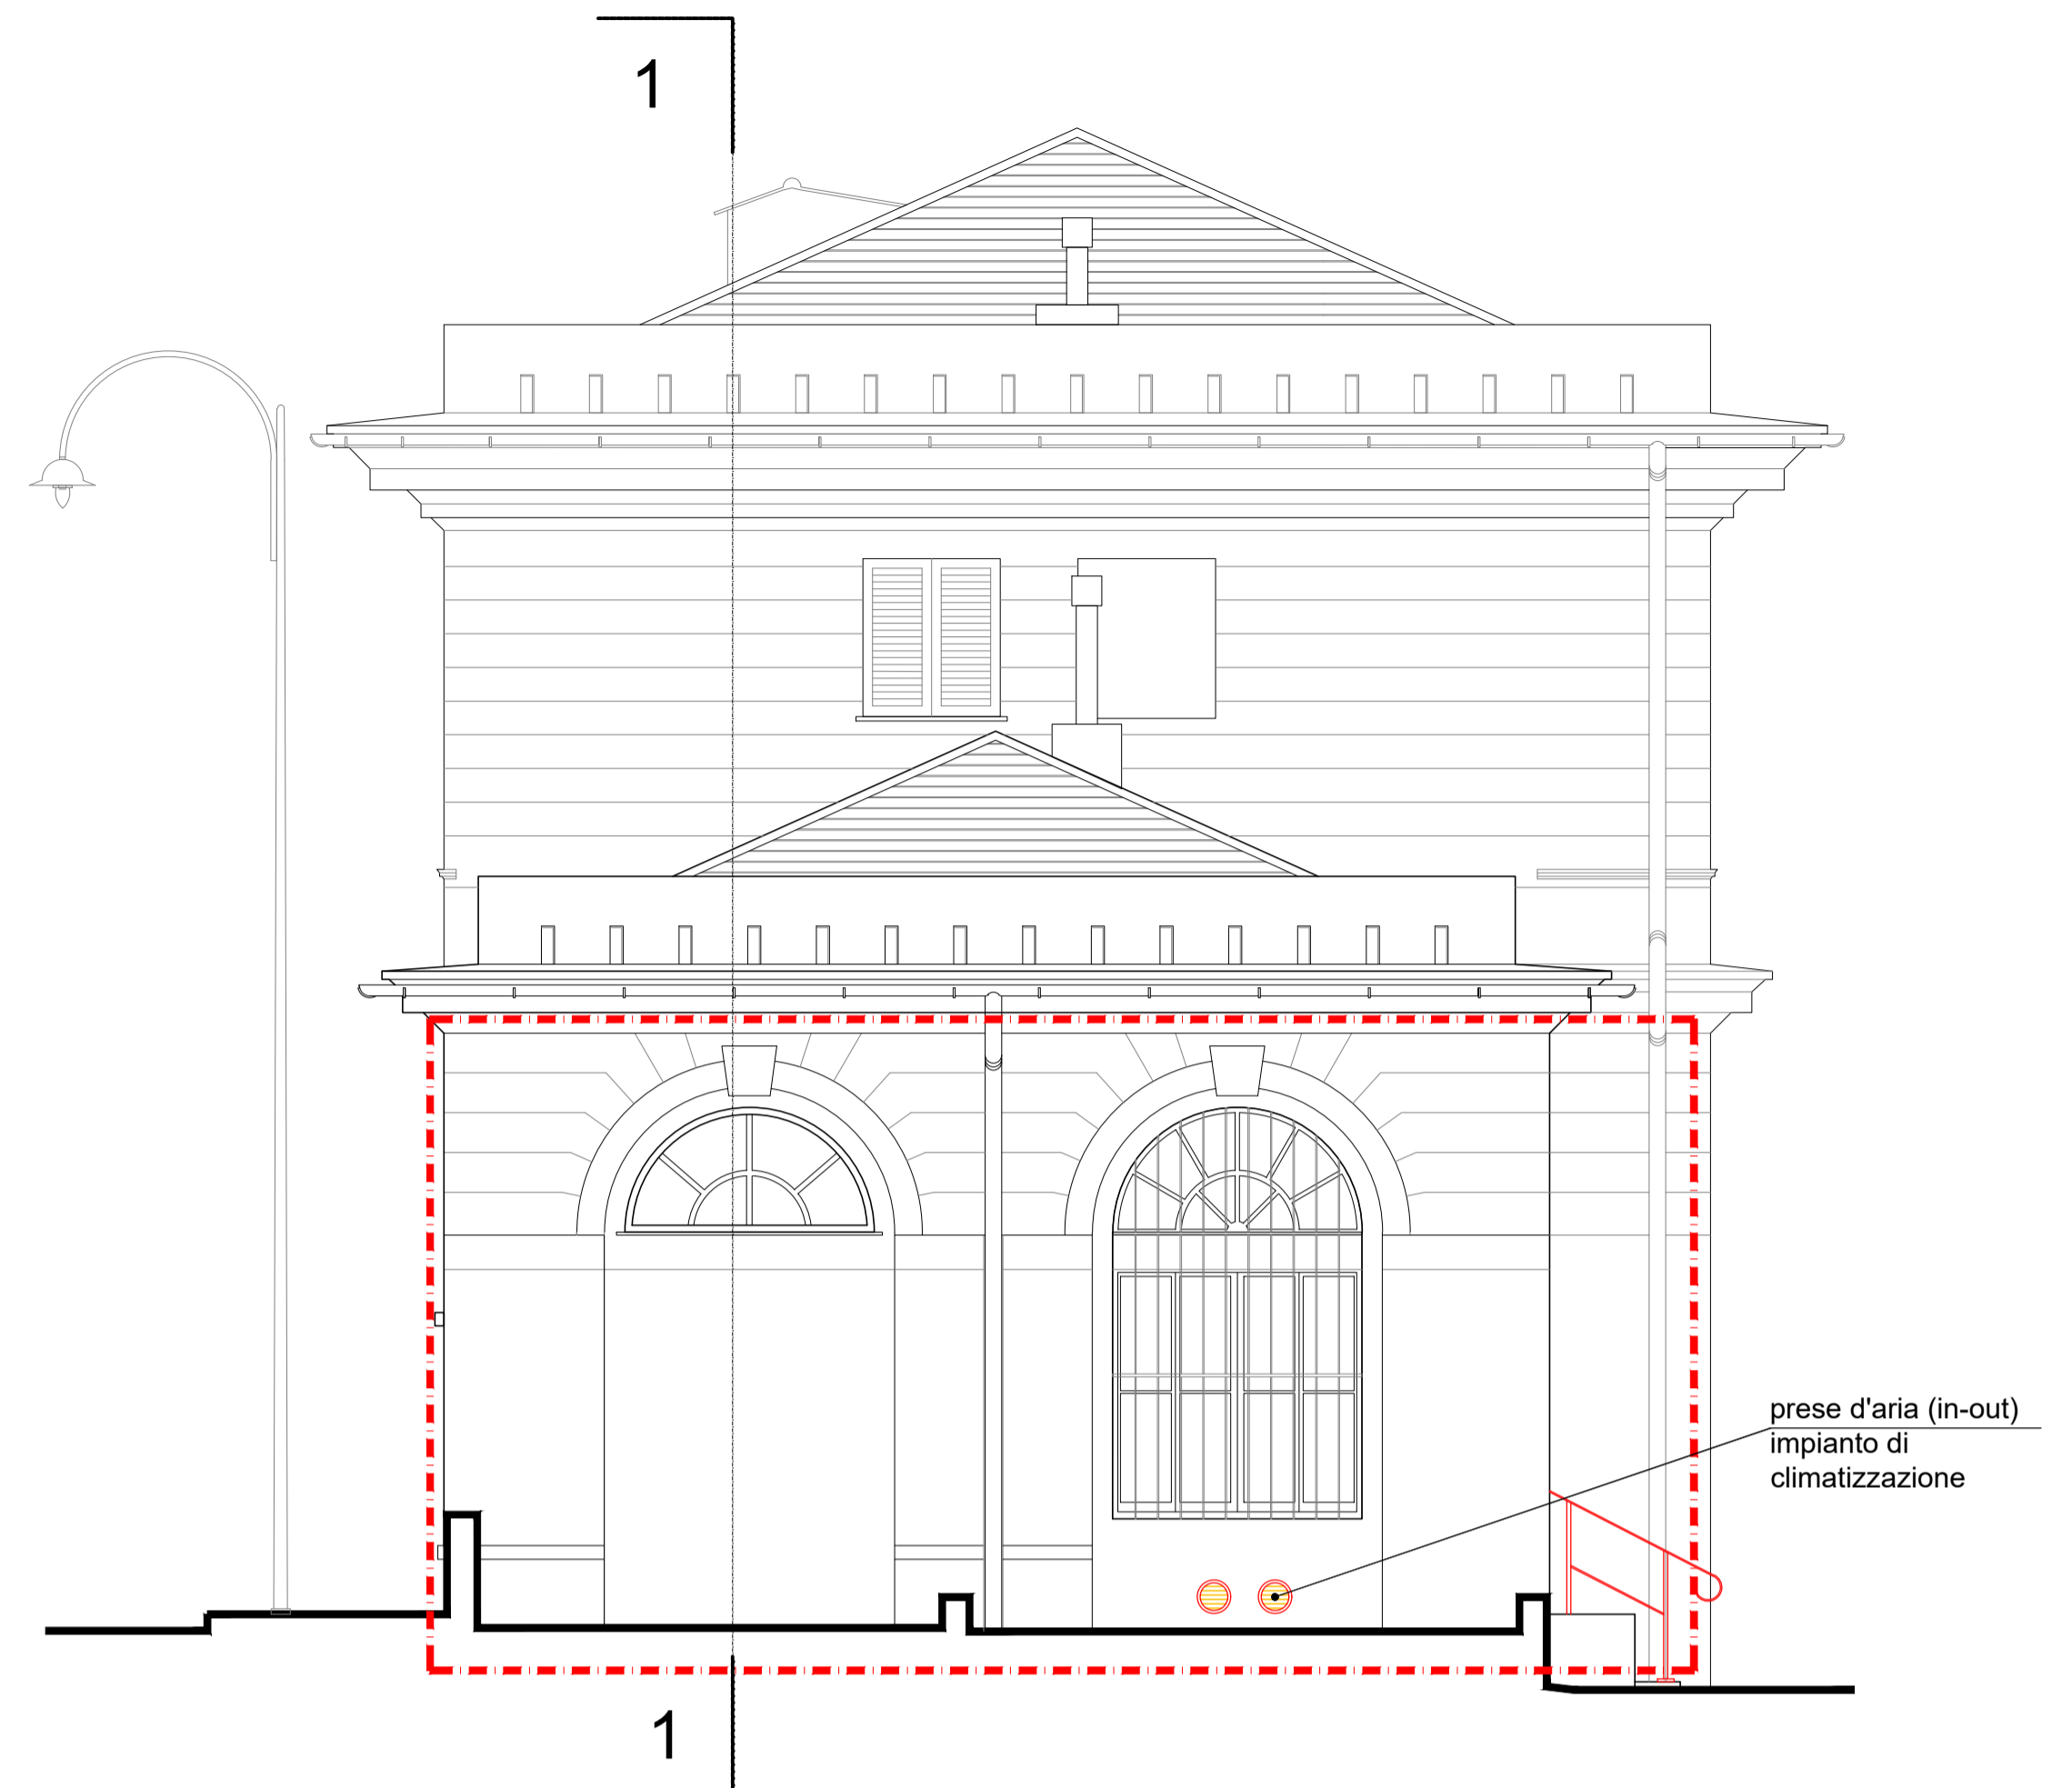 1
prese d'aria (in-out)
impianto di
climatizzazione
1